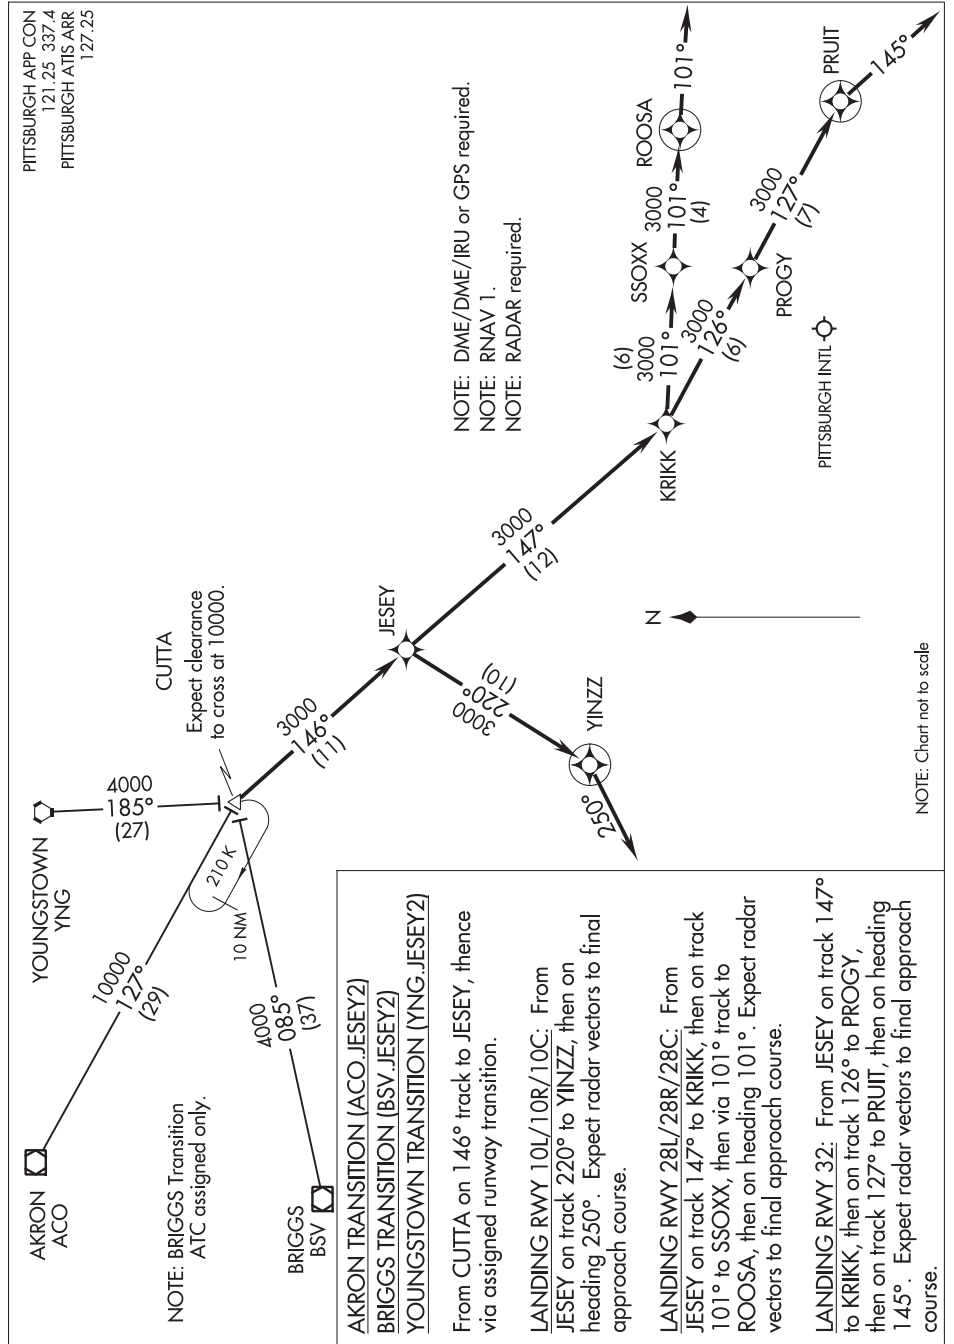 PITTSBURGH APP CON
121.25 337.4
PITTSBURGH ATIS ARR
127.25
YOUNGSTOWN
YNG
4000
185°
(27)
CUTTA
Expect clearance
to cross at 10000.
AKRON
ACO
10000
127°
(29)
NOTE: BRIGGS Transition
ATC assigned only.
BRIGGS
BSV
4000
085°
(37)
210 K
10 NM
3000
146°
(11)
JESEY
3000
220°
(10)
YINZZ
250°
3000
147°
(12)
KRIKK
(6)
3000
101°
SSOXX
3000
101°
(4)
ROOSA
101°
3000
126°
(6)
PROGY
3000
127°
(7)
PRUIT
145°
PITTSBURGH INTL
NOTE: DME/DME/IRU or GPS required.
NOTE: RNAV 1.
NOTE: RADAR required.
N
NOTE: Chart not to scale
AKRON TRANSITION (ACO.JESEY2)
BRIGGS TRANSITION (BSV.JESEY2)
YOUNGSTOWN TRANSITION (YNG.JESEY2)
From CUTTA on 146° track to JESEY, thence
via assigned runway transition.
LANDING RWY 10L/10R/10C: From
JESEY on track 220° to YINZZ, then on
heading 250°. Expect radar vectors to final
approach course.
LANDING RWY 28L/28R/28C: From
JESEY on track 147° to KRIKK, then on track
101° to SSOXX, then via 101° track to
ROOSA, then on heading 101°. Expect radar
vectors to final approach course.
LANDING RWY 32: From JESEY on track 147°
to KRIKK, then on track 126° to PROGY,
then on track 127° to PRUIT, then on heading
145°. Expect radar vectors to final approach
course.